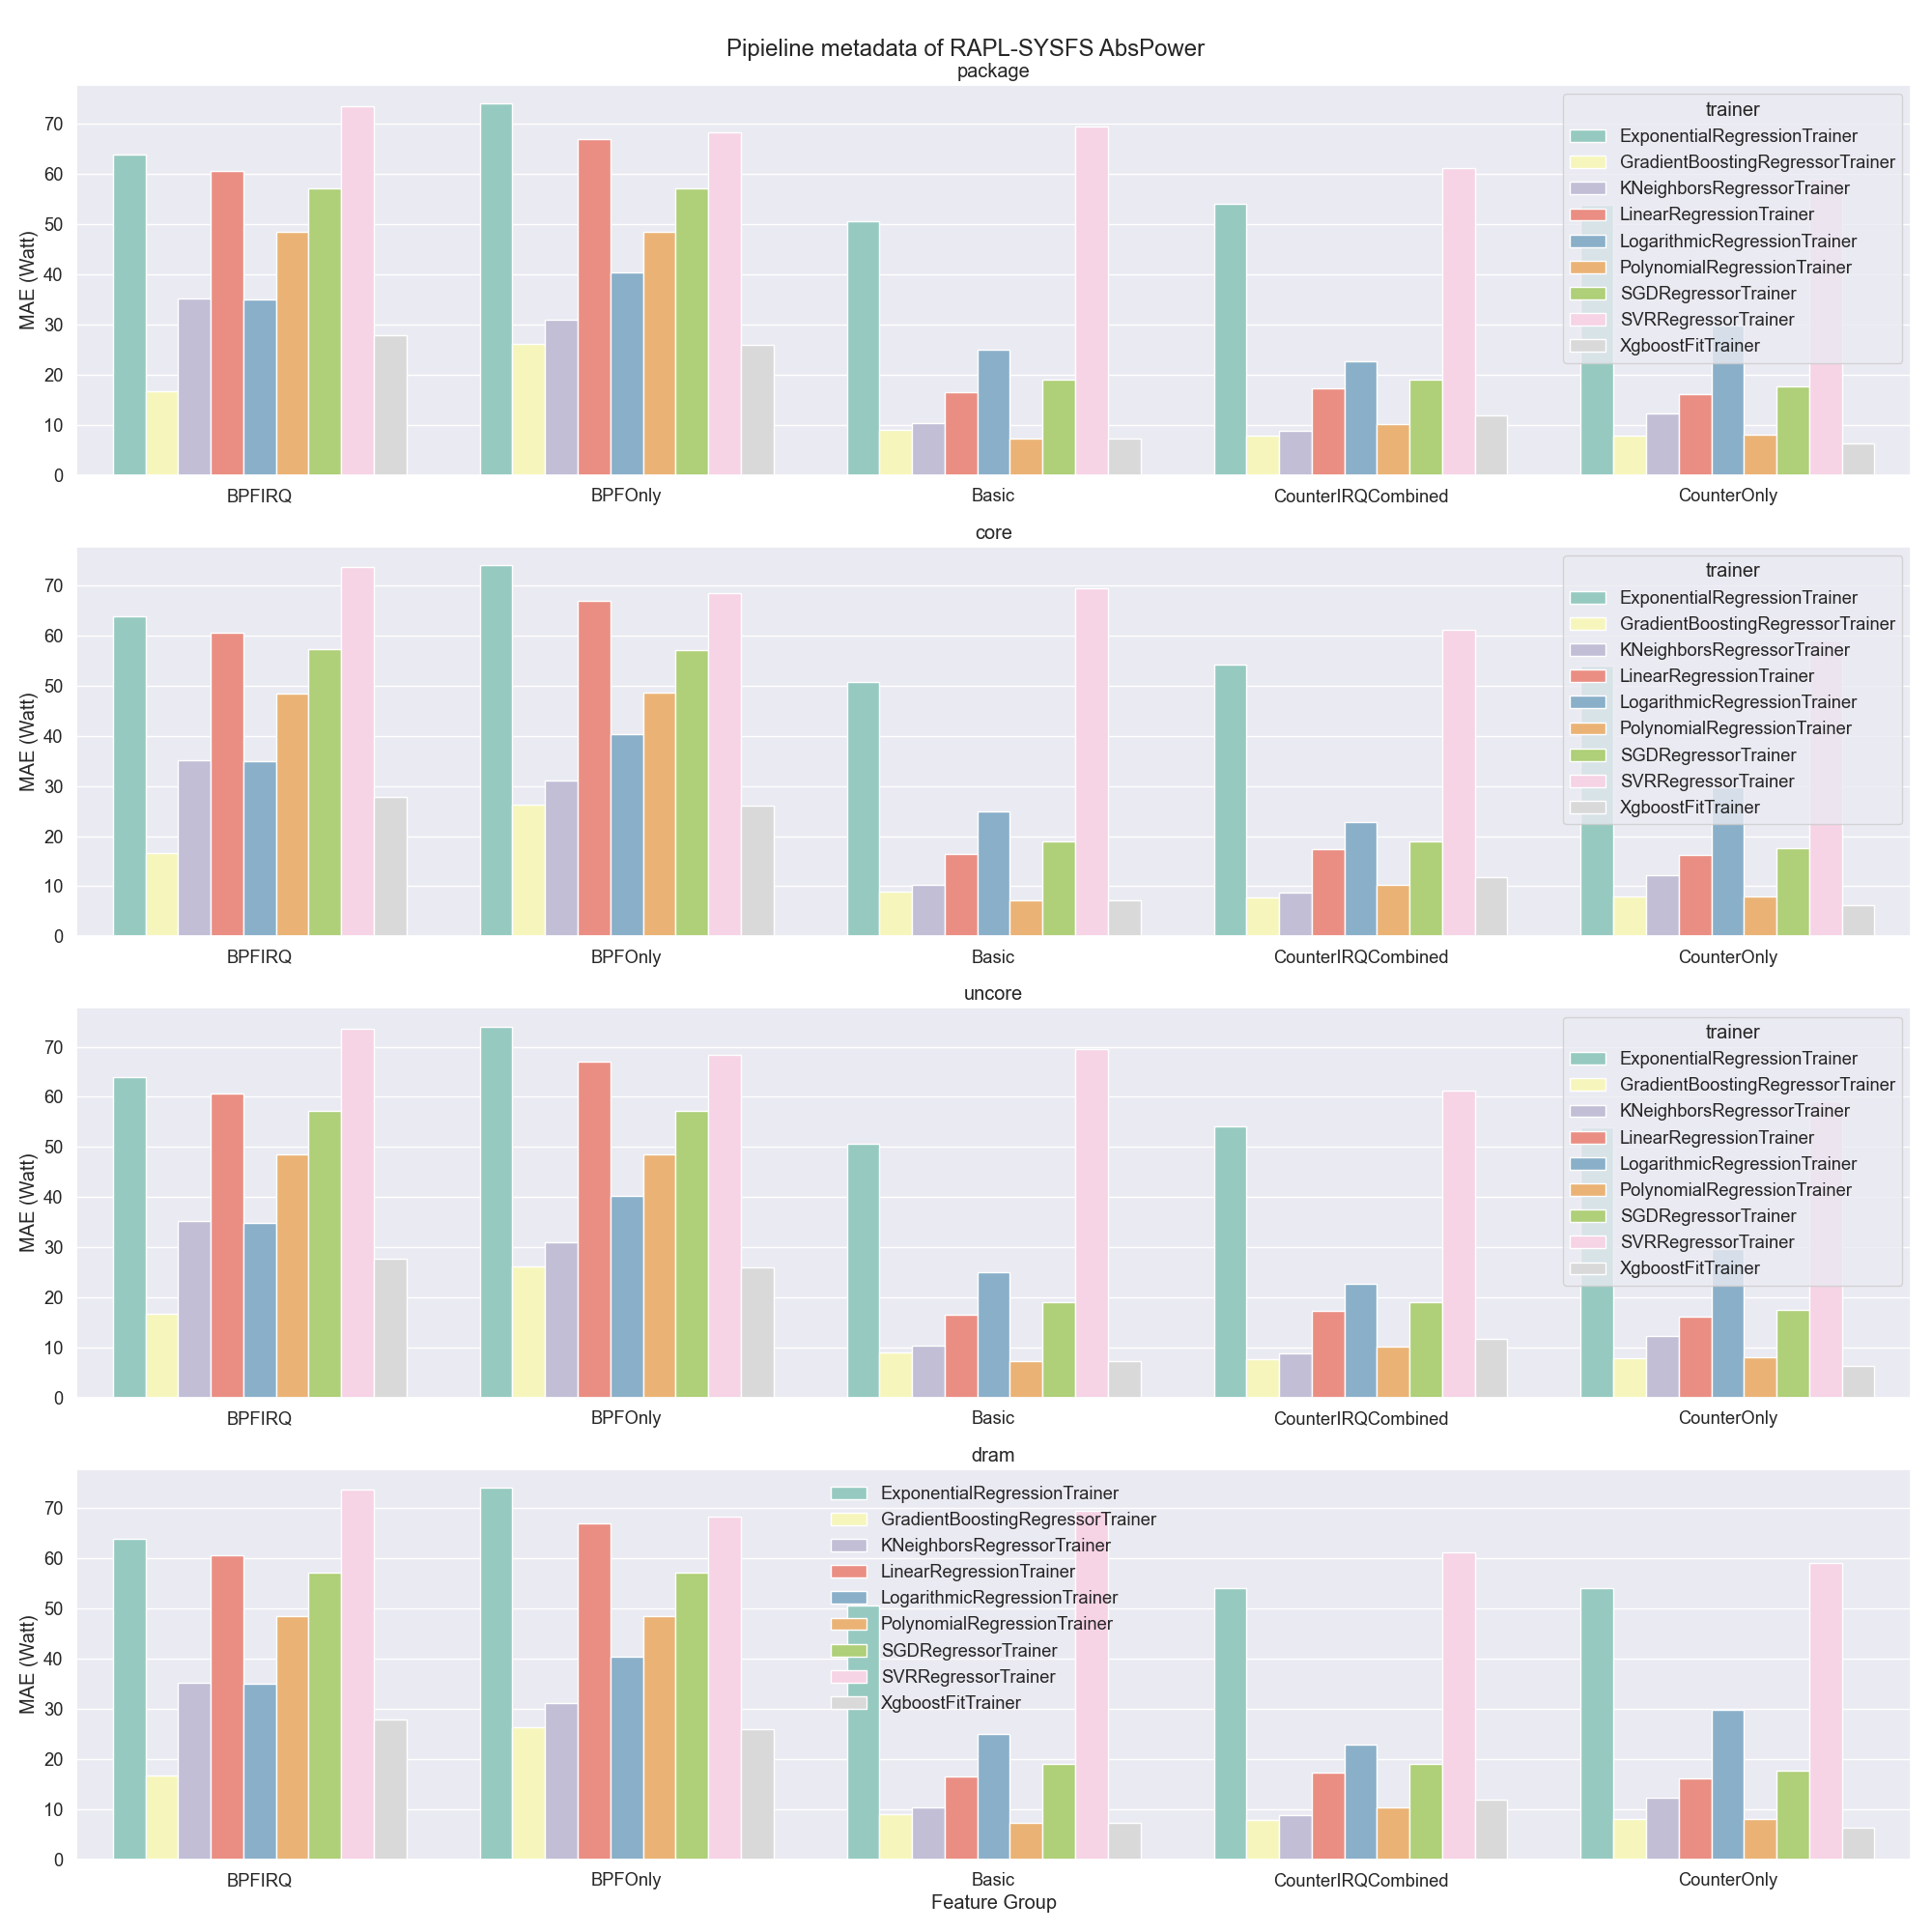 Pipieline metadata of RAPL-SYSFS AbsPower
package
MAE (Watt)
70
60
50
40
30
20
10
0
trainer
ExponentialRegressionTrainer
GradientBoostingRegressorTrainer
KNeighborsRegressorTrainer
LinearRegressionTrainer
LogarithmicRegressionTrainer
PolynomialRegressionTrainer
SGDRegressorTrainer
SVRRegressorTrainer
XgboostFitTrainer
BPFIRQ
BPFOnly
Basic
CounterIRQCombined
CounterOnly
core
MAE (Watt)
70
60
50
40
30
20
10
0
trainer
ExponentialRegressionTrainer
GradientBoostingRegressorTrainer
KNeighborsRegressorTrainer
LinearRegressionTrainer
LogarithmicRegressionTrainer
PolynomialRegressionTrainer
SGDRegressorTrainer
SVRRegressorTrainer
XgboostFitTrainer
BPFIRQ
BPFOnly
Basic
CounterIRQCombined
CounterOnly
uncore
MAE (Watt)
70
60
50
40
30
20
10
0
trainer
ExponentialRegressionTrainer
GradientBoostingRegressorTrainer
KNeighborsRegressorTrainer
LinearRegressionTrainer
LogarithmicRegressionTrainer
PolynomialRegressionTrainer
SGDRegressorTrainer
SVRRegressorTrainer
XgboostFitTrainer
BPFIRQ
BPFOnly
Basic
CounterIRQCombined
CounterOnly
dram
MAE (Watt)
70
60
50
40
30
20
10
0
ExponentialRegressionTrainer
GradientBoostingRegressorTrainer
KNeighborsRegressorTrainer
LinearRegressionTrainer
LogarithmicRegressionTrainer
PolynomialRegressionTrainer
SGDRegressorTrainer
SVRRegressorTrainer
XgboostFitTrainer
BPFIRQ
BPFOnly
Basic
CounterIRQCombined
CounterOnly
Feature Group